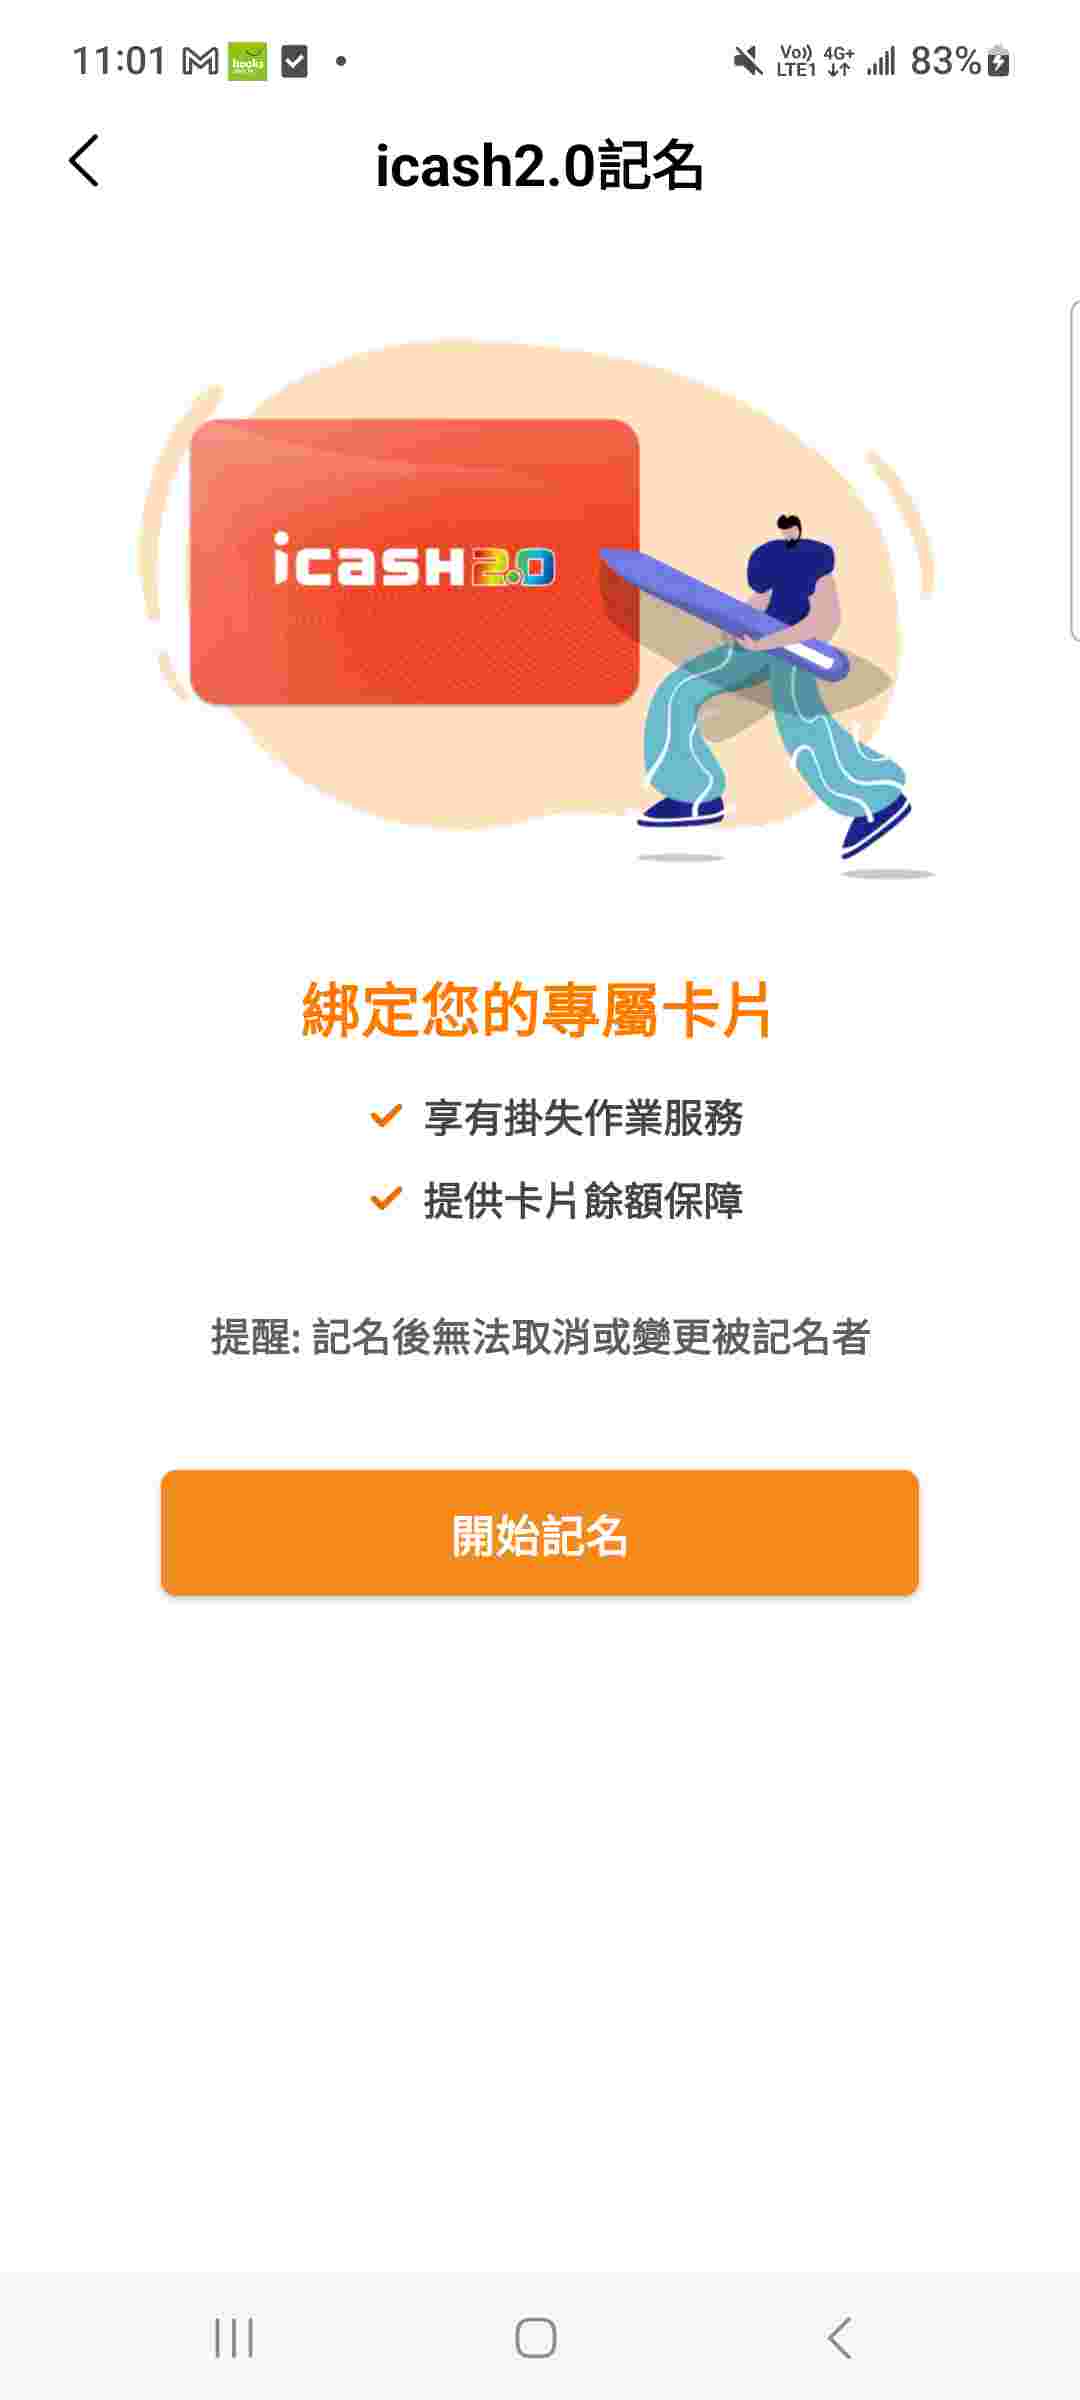 11:01
books
Vo)) LTE1 4G+ 83%
icash2.0記名
icash2.0
綁定您的專屬卡片
享有掛失作業服務
提供卡片餘額保障
提醒: 記名後無法取消或變更被記名者
開始記名